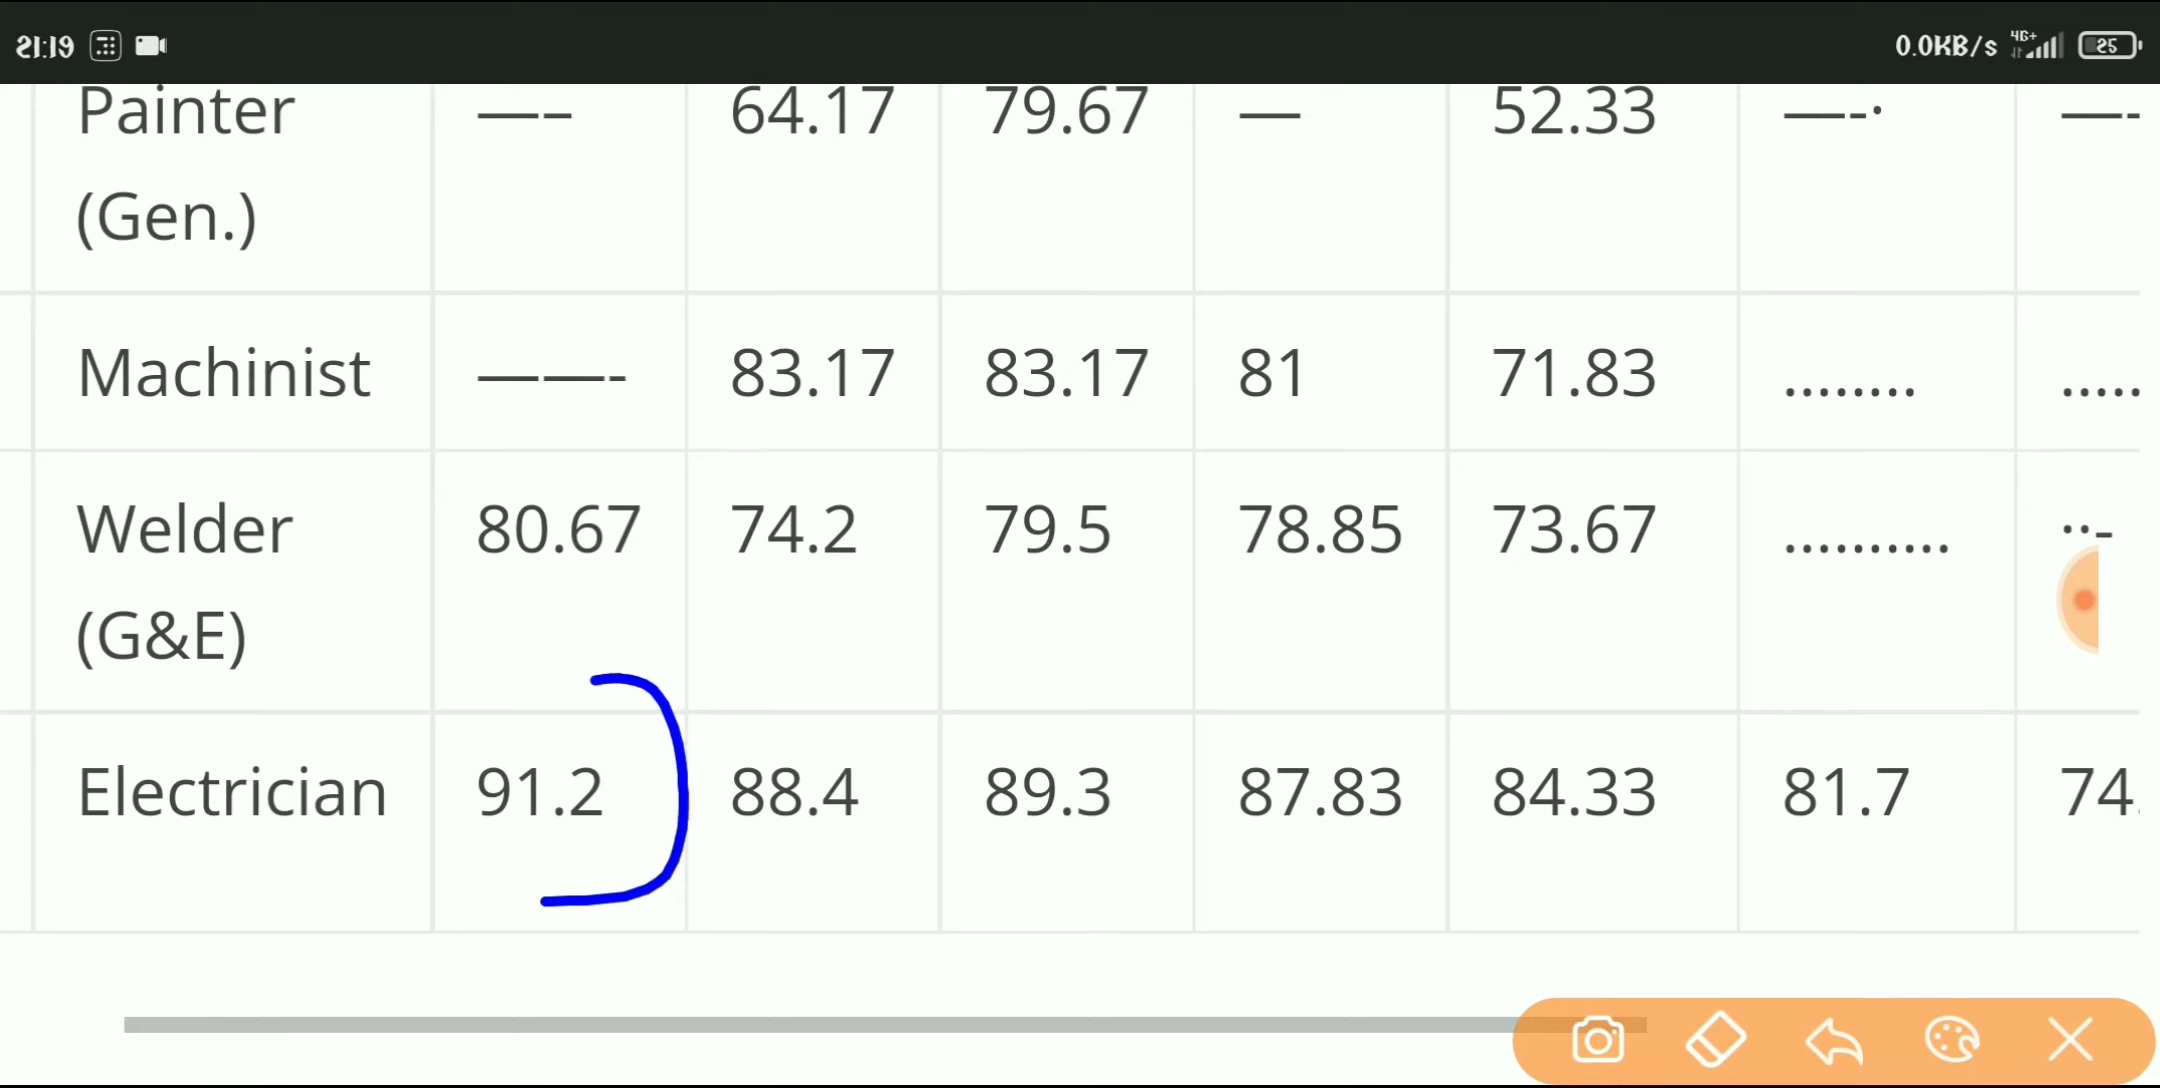 21:19 0.0KB/s 4G+ 25
Painter —– 64.17 79.67 — 52.33 —-· —-
(Gen.)
Machinist ——- 83.17 83.17 81 71.83 ........ .....
Welder 80.67 74.2 79.5 78.85 73.67 .......... ··-
(G&E)
Electrician 91.2 88.4 89.3 87.83 84.33 81.7 74.